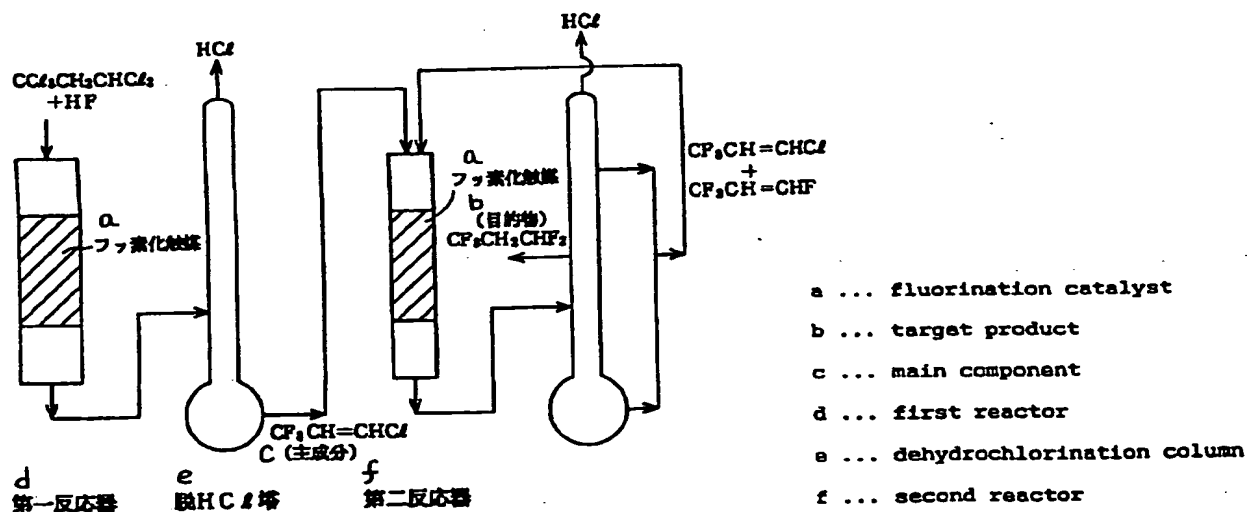 HCl
CCl₃CH₂CHCl₂
+HF
a
フッ素化触媒
HCl
a
フッ素化触媒
b
(目的物)
CF₃CH₂CHF₂
CF₃CH=CHCl
+
CF₃CH=CHF
CF₃CH=CHCl
C (主成分)
d
第一反応器
e
脱HCl塔
f
第二反応器
a ... fluorination catalyst
b ... target product
c ... main component
d ... first reactor
e ... dehydrochlorination column
f ... second reactor